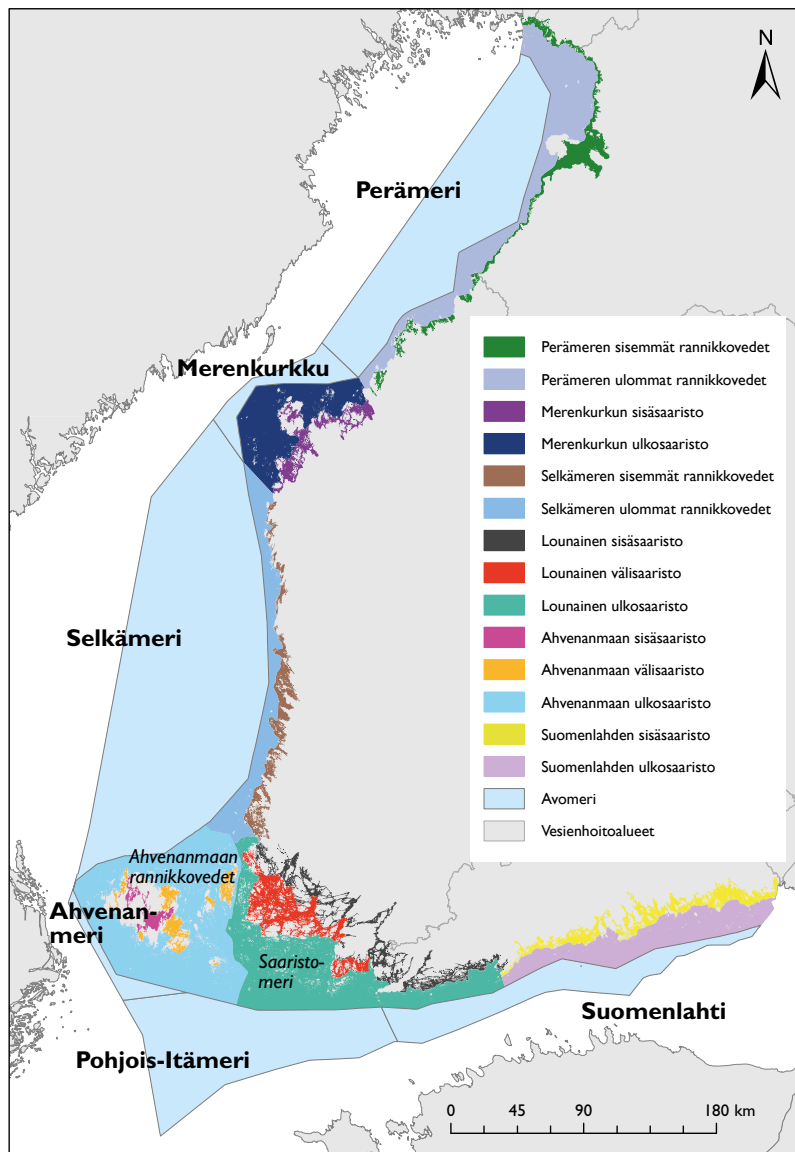 N
Perämeri
Merenkurkku
Perämeren sisemmät rannikkovedet
Perämeren ulommat rannikkovedet
Merenkurkun sisäsaaristo
Merenkurkun ulkosaaristo
Selkämeren sisemmät rannikkovedet
Selkämeren ulommat rannikkovedet
Lounainen sisäsaaristo
Lounainen välisaaristo
Lounainen ulkosaaristo
Ahvenanmaan sisäsaaristo
Ahvenanmaan välisaaristo
Ahvenanmaan ulkosaaristo
Suomenlahden sisäsaaristo
Suomenlahden ulkosaaristo
Avomeri
Vesienhoitoalueet
Selkämeri
Ahvenanmaan
rannikkovedet
Ahvenan-
meri
Saaristo-
meri
Suomenlahti
Pohjois-Itämeri
0 45 90 180 km